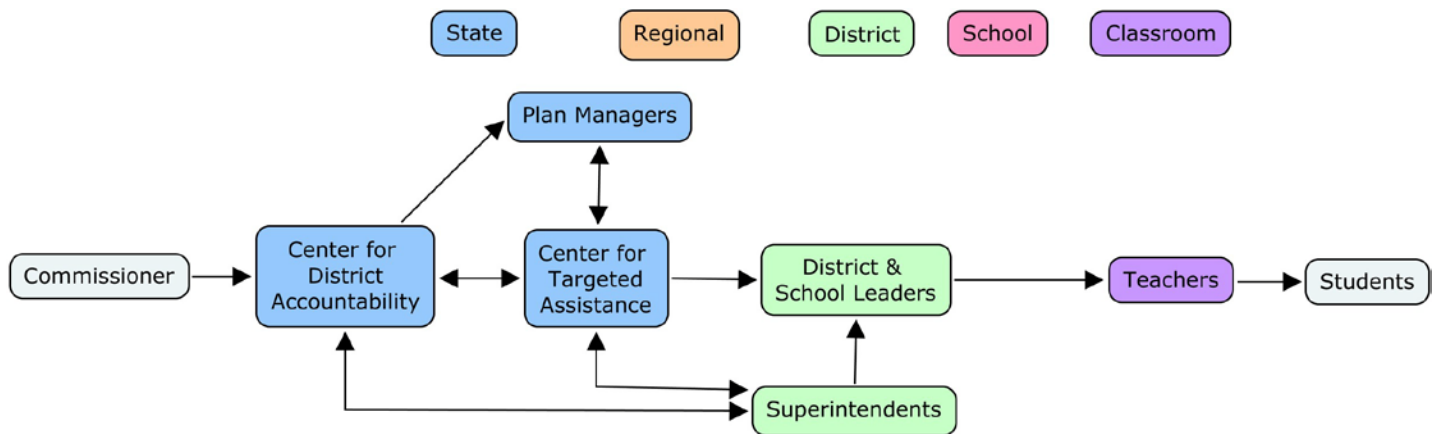 State
Regional
District
School
Classroom
Plan Managers
Commissioner
Center for
District
Accountability
Center for
Targeted
Assistance
District &
School Leaders
Teachers
Students
Superintendents